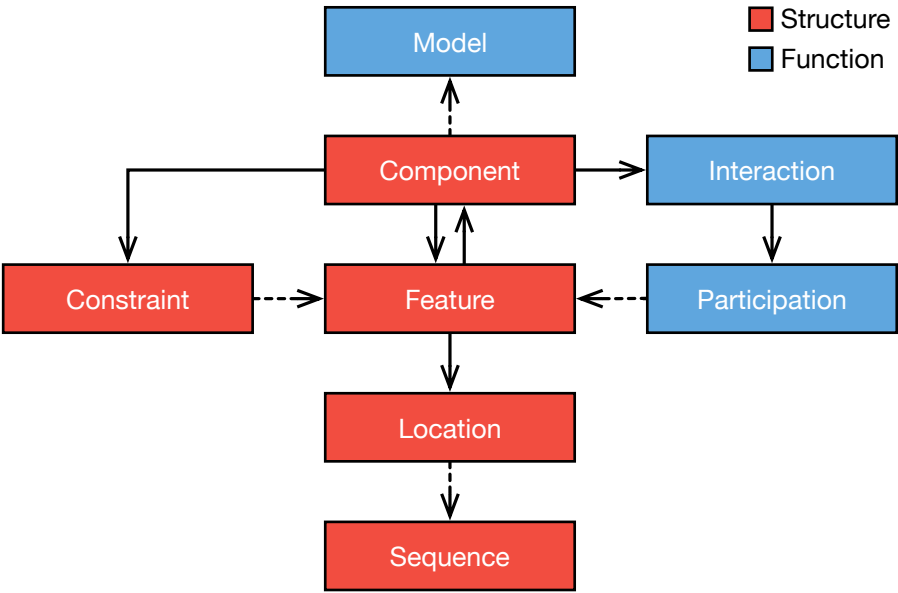 Structure
Function
Model
Component
Interaction
Constraint
Feature
Participation
Location
Sequence